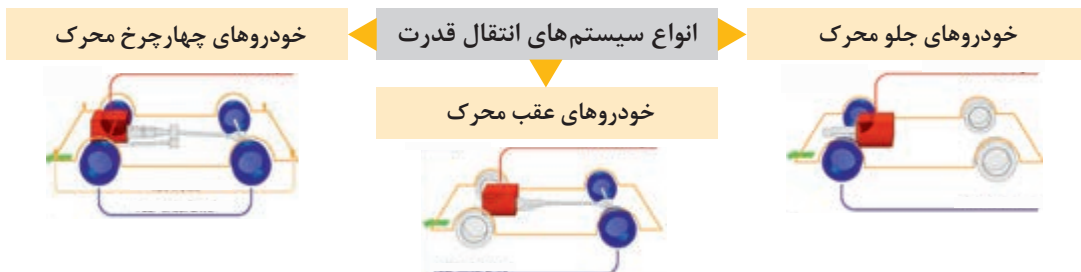 انواع سیستم‌های انتقال قدرت
خودروهای جلو محرک
خودروهای عقب محرک
خودروهای چهارچرخ محرک